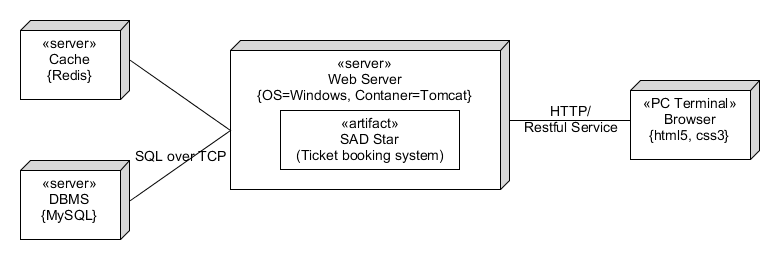 «server»
Cache
{Redis}
«server»
DBMS
{MySQL}
SQL over TCP
«server»
Web Server
{OS=Windows, Contaner=Tomcat}
«artifact»
SAD Star
(Ticket booking system)
HTTP/
Restful Service
«PC Terminal»
Browser
{html5, css3}